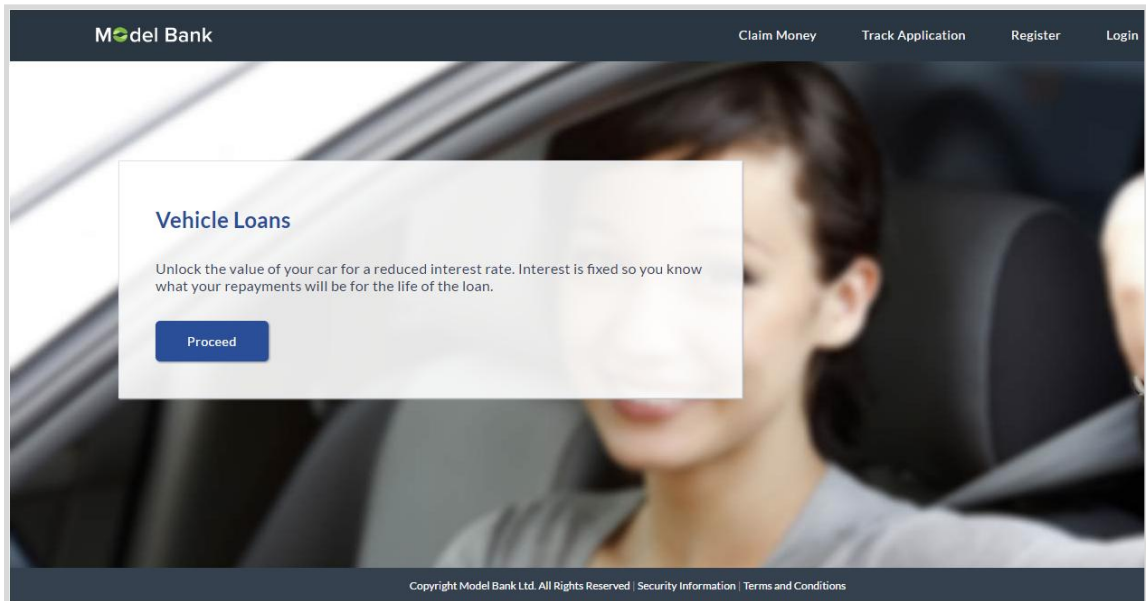 Model Bank
Claim Money Track Application Register Login
Vehicle Loans
Unlock the value of your car for a reduced interest rate. Interest is fixed so you know
what your repayments will be for the life of the loan.
Proceed
Copyright Model Bank Ltd. All Rights Reserved | Security Information | Terms and Conditions